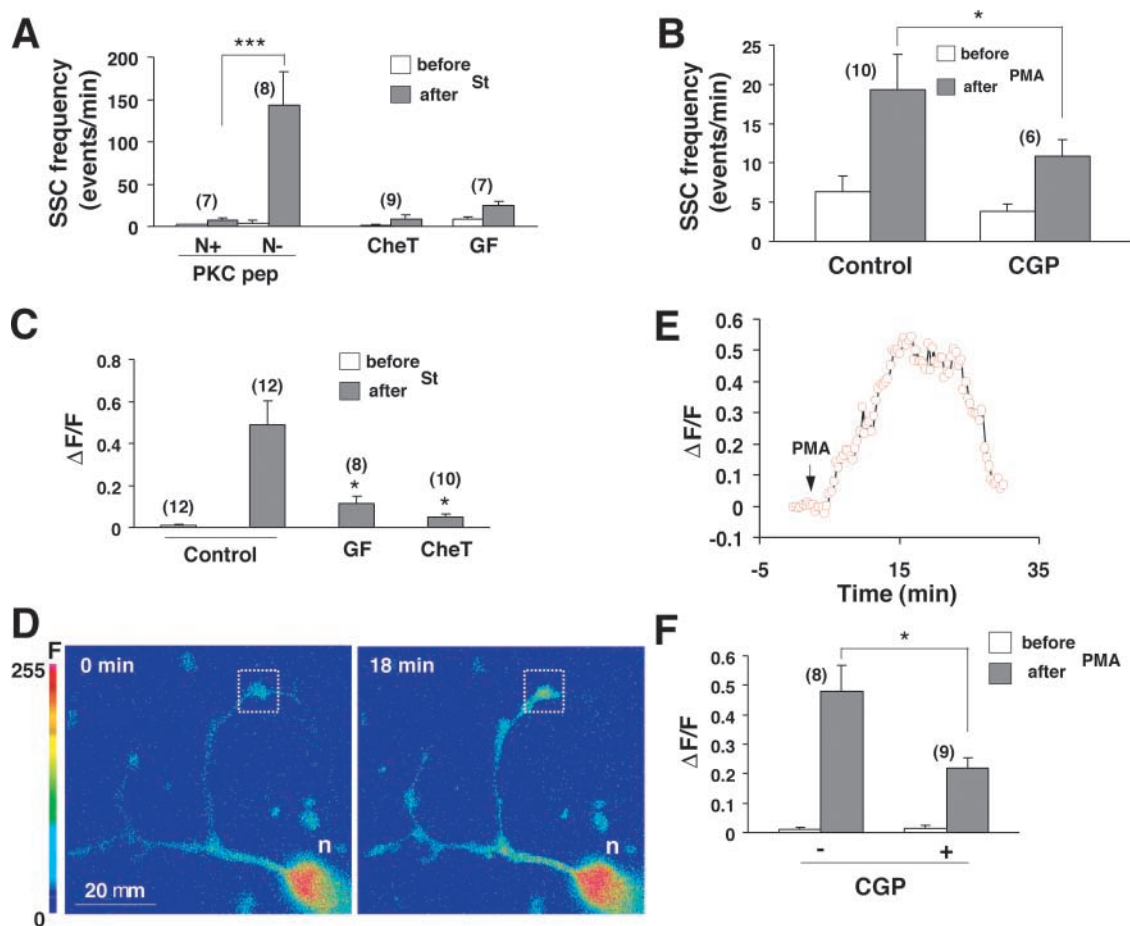 A
SSC frequency
(events/min)
200
150
100
50
0
***
(7)
(8)
(9)
(7)
before
after
St
N+
N-
CheT
GF
PKC pep
B
SSC frequency
(events/min)
25
20
15
10
5
0
*
(10)
(6)
before
after
PMA
Control
CGP
C
ΔF/F
0.8
0.6
0.4
0.2
0
before
after
St
(12)
(12)
(8)
*
(10)
*
Control
GF
CheT
E
ΔF/F
0.6
0.5
0.4
0.3
0.2
0.1
0
-0.1
PMA
-5
15
35
Time (min)
D
F
255
0
0 min
n
20 mm
18 min
n
F
ΔF/F
0.6
0.5
0.4
0.3
0.2
0.1
0
*
(8)
(9)
before
after
PMA
-
+
CGP